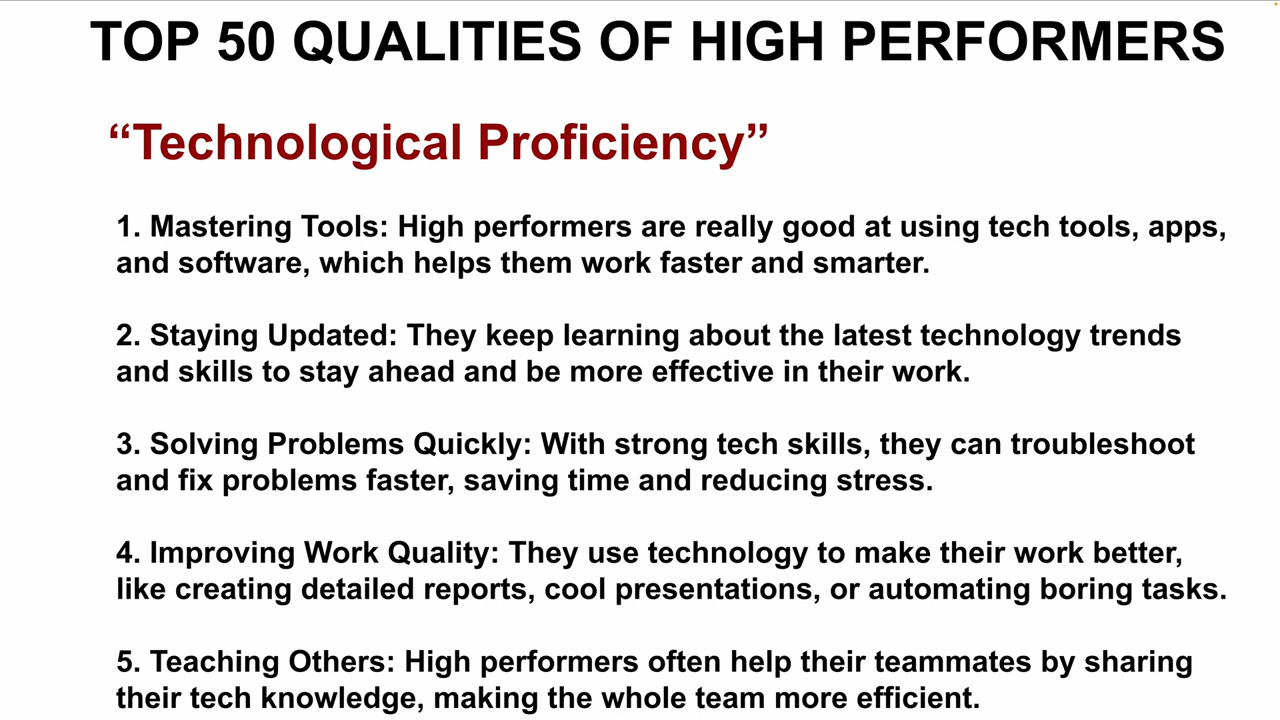 TOP 50 QUALITIES OF HIGH PERFORMERS
“Technological Proficiency”
1. Mastering Tools: High performers are really good at using tech tools, apps,
and software, which helps them work faster and smarter.
2. Staying Updated: They keep learning about the latest technology trends
and skills to stay ahead and be more effective in their work.
3. Solving Problems Quickly: With strong tech skills, they can troubleshoot
and fix problems faster, saving time and reducing stress.
4. Improving Work Quality: They use technology to make their work better,
like creating detailed reports, cool presentations, or automating boring tasks.
5. Teaching Others: High performers often help their teammates by sharing
their tech knowledge, making the whole team more efficient.